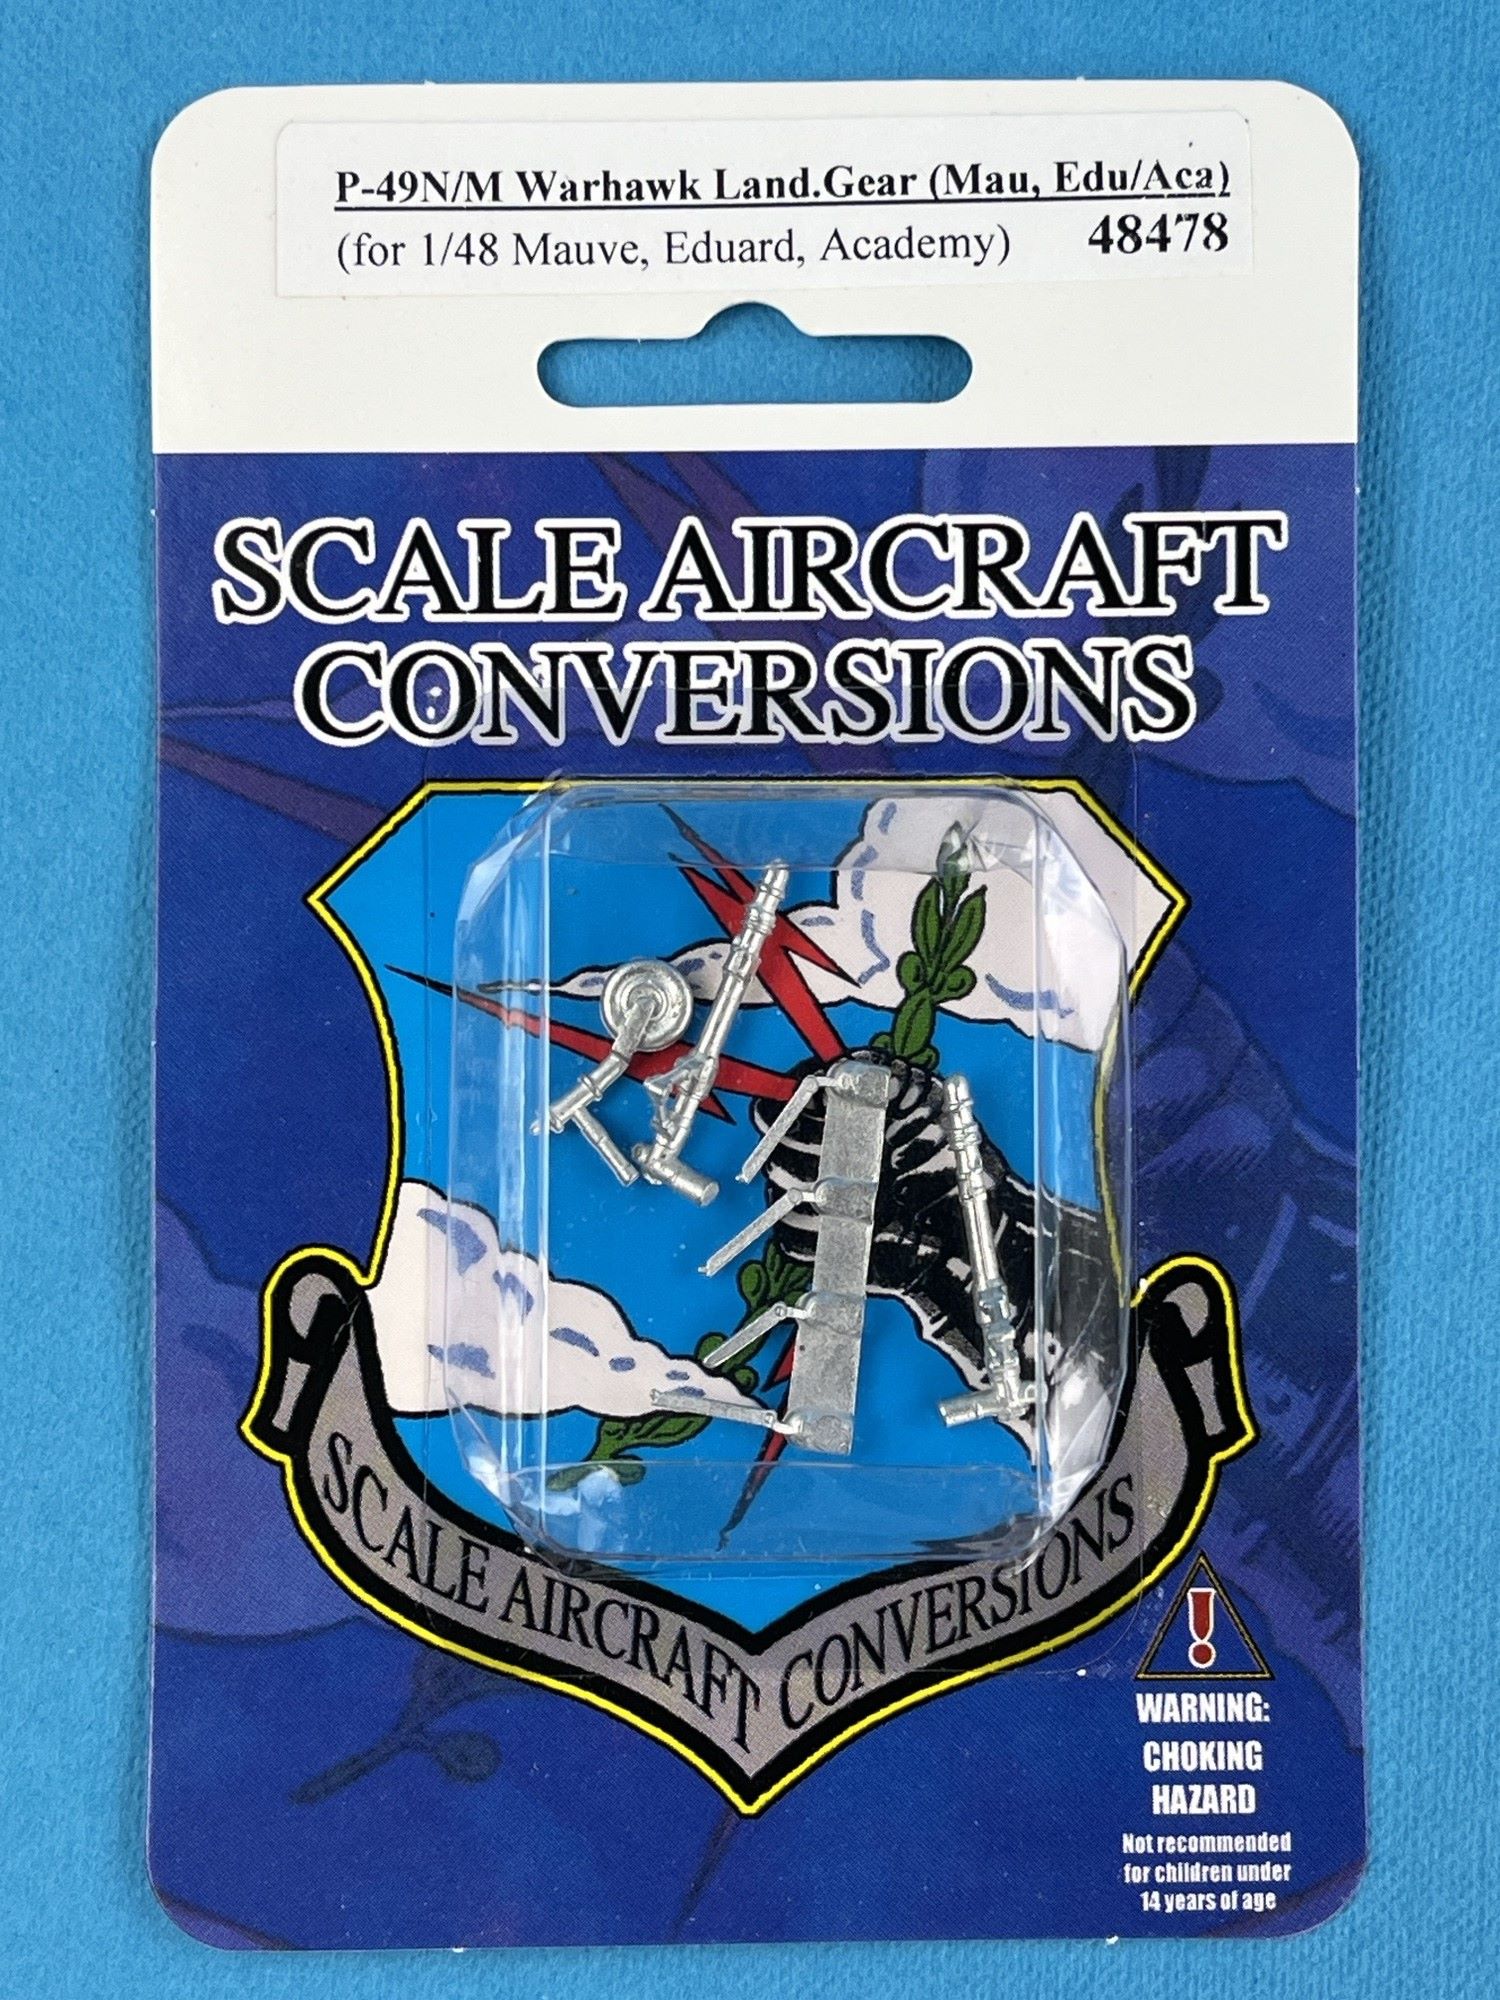 P-49N/M Warhawk Land.Gear (Mau, Edu/Aca)
(for 1/48 Mauve, Eduard, Academy) 48478
SCALE AIRCRAFT
CONVERSIONS
SCALE AIRCRAFT CONVERSIONS
WARNING:
CHOKING
HAZARD
Not recommended
for children under
14 years of age